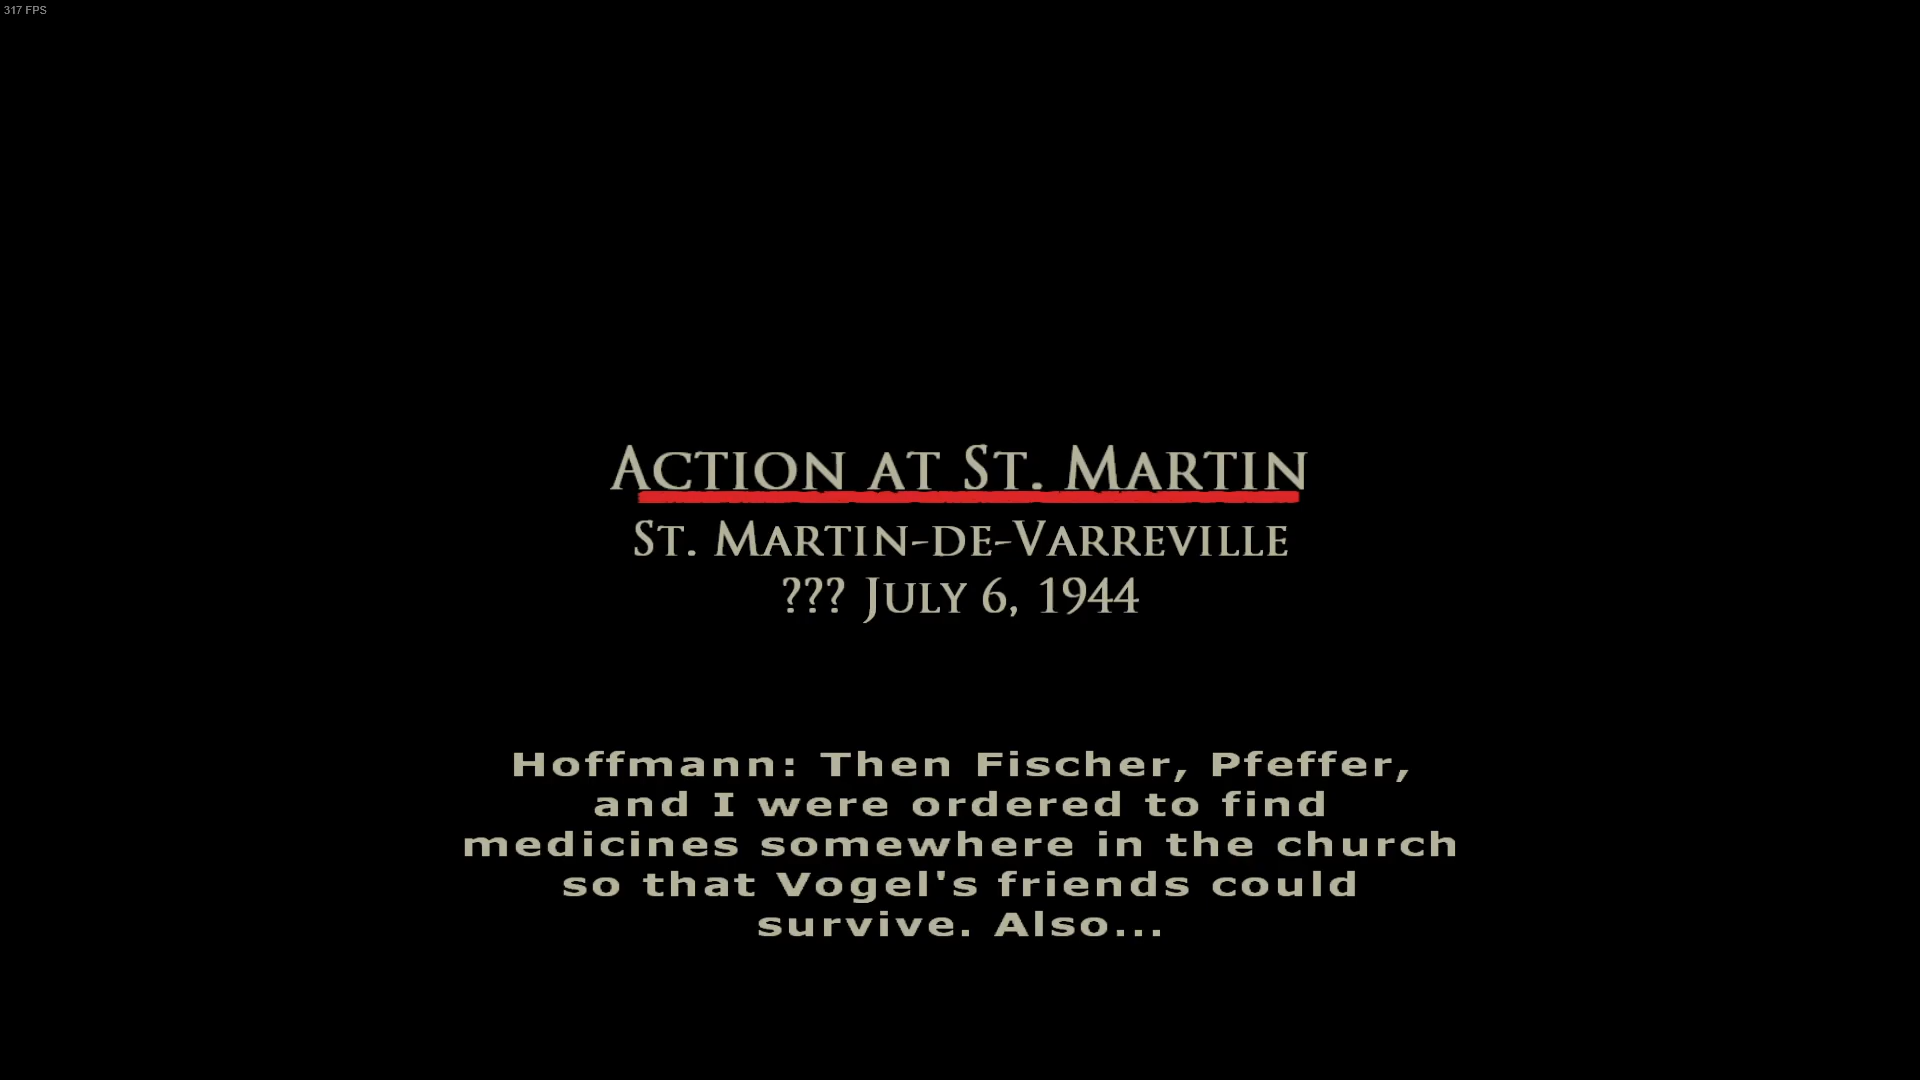 317 FPS
Action at St. Martin
St. Martin-de-Varreville
??? July 6, 1944
Hoffmann: Then Fischer, Pfeffer,
and I were ordered to find
medicines somewhere in the church
so that Vogel's friends could
survive. Also...